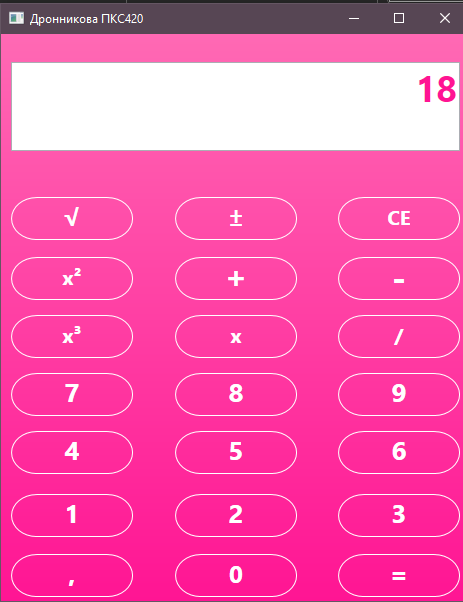 Дронникова ПКС420
18
√ ± CE
x² + -
x³ x /
7 8 9
4 5 6
1 2 3
, 0 =